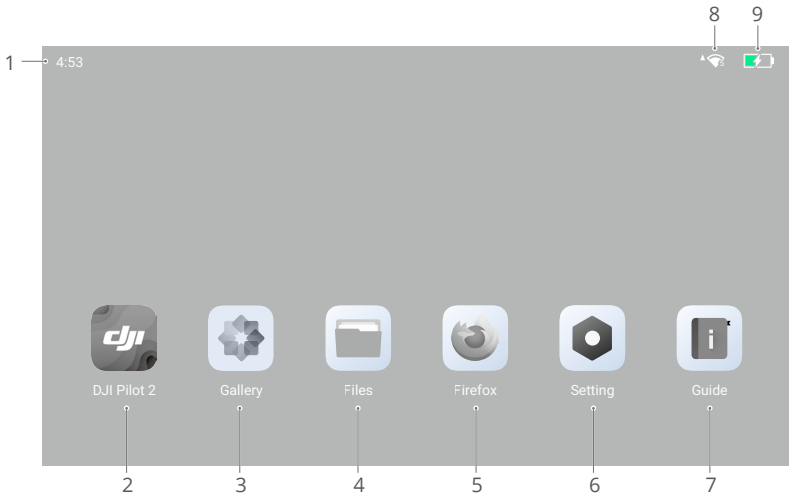 8 9
1 4:53
dji
i
DJI Pilot 2 Gallery Files Firefox Setting Guide
2 3 4 5 6 7